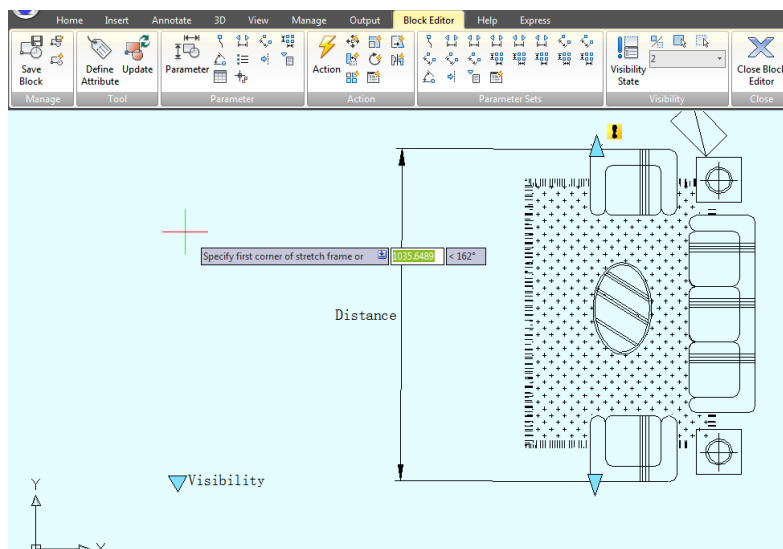 Home Insert Annotate 3D View Manage Output Block Editor Help Express
Save Block
Define Attribute
Update
Parameter
Action
2
Visibility State
Close Block Editor
Manage Tool Parameter Action Parameter Sets Visibility Close
Specify first corner of stretch frame or 1035.6489 < 162°
Distance
Visibility
Y
X